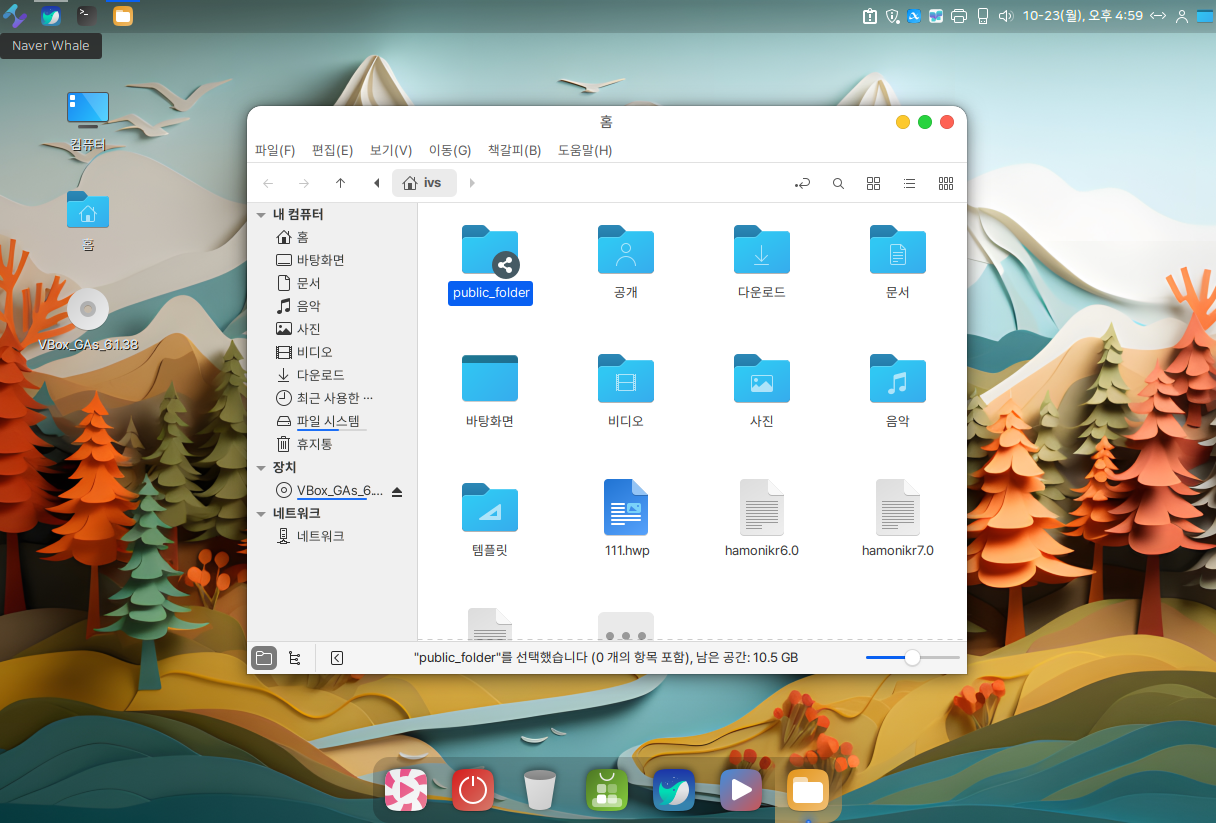 10-23(월), 오후 4:59
Naver Whale
컴퓨터
홈
VBox_GAs_6.1.38
홈
파일(F) 편집(E) 보기(V) 이동(G) 책갈피(B) 도움말(H)
ivs
내 컴퓨터
홈
바탕화면
문서
음악
사진
비디오
다운로드
최근 사용한 ...
파일 시스템
휴지통
장치
VBox_GAs_6....
네트워크
네트워크
public_folder 공개 다운로드 문서
바탕화면 비디오 사진 음악
템플릿 111.hwp hamonikr6.0 hamonikr7.0
"public_folder"를 선택했습니다 (0 개의 항목 포함), 남은 공간: 10.5 GB